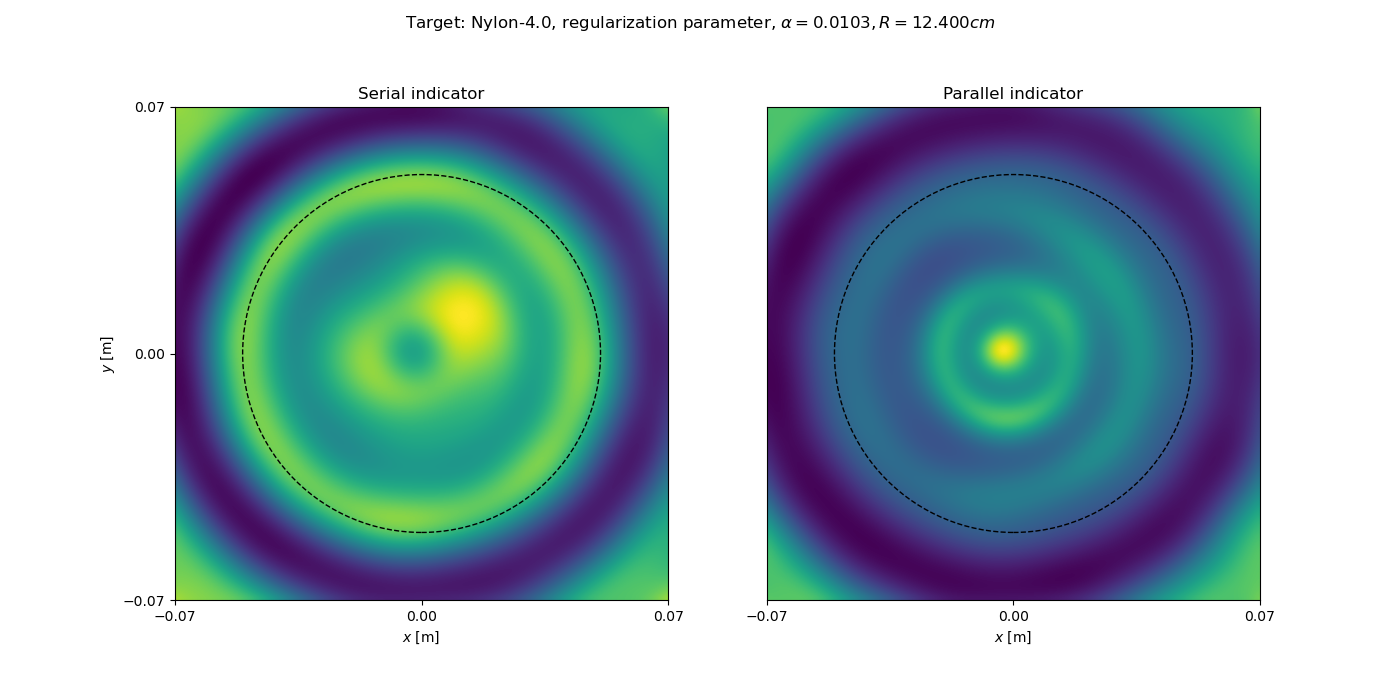 Target: Nylon-4.0, regularization parameter, α = 0.0103, R = 12.400cm
Serial indicator
Parallel indicator
0.07
0.00
−0.07
y [m]
−0.07 0.00 0.07
−0.07 0.00 0.07
x [m]
x [m]